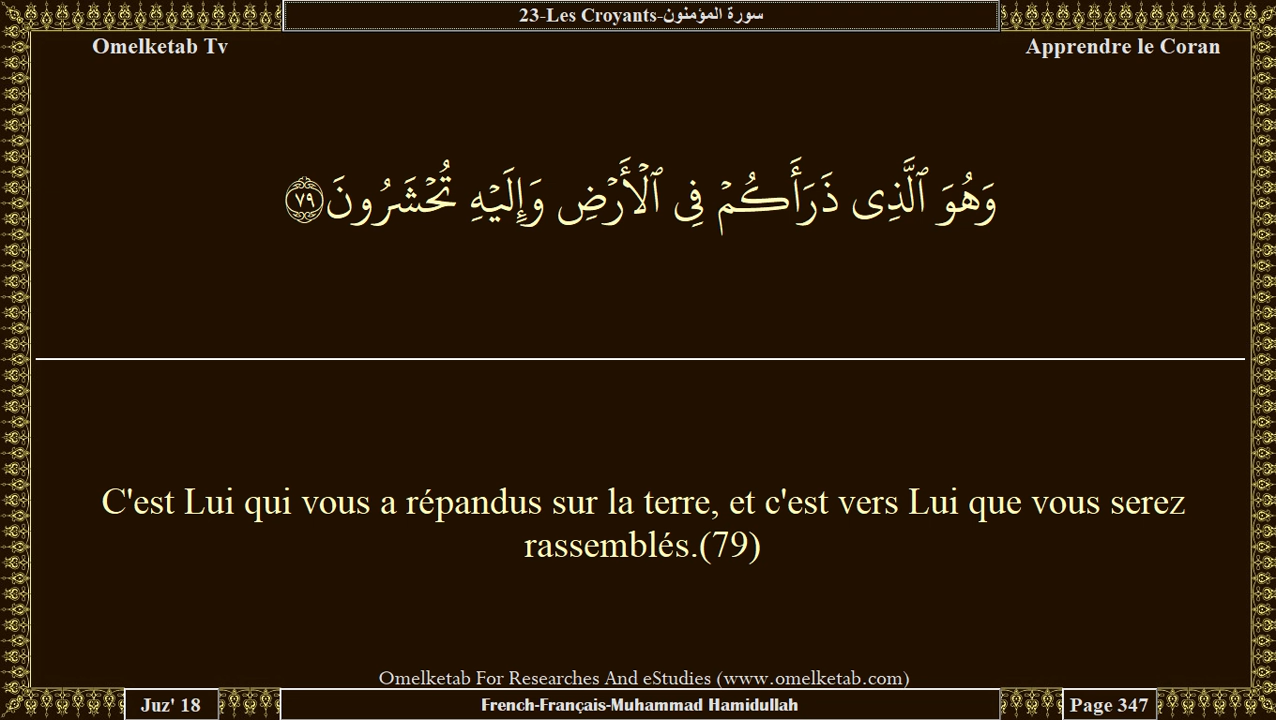 23-Les Croyants-سورة المؤمنون
Omelketab Tv
Apprendre le Coran
وَهُوَ ٱلَّذِى ذَرَأَكُمْ فِى ٱلْأَرْضِ وَإِلَيْهِ تُحْشَرُونَ ٧٩
C'est Lui qui vous a répandus sur la terre, et c'est vers Lui que vous serez
rassemblés.(79)
Omelketab For Researches And eStudies (www.omelketab.com)
Juz' 18
French-Français-Muhammad Hamidullah
Page 347